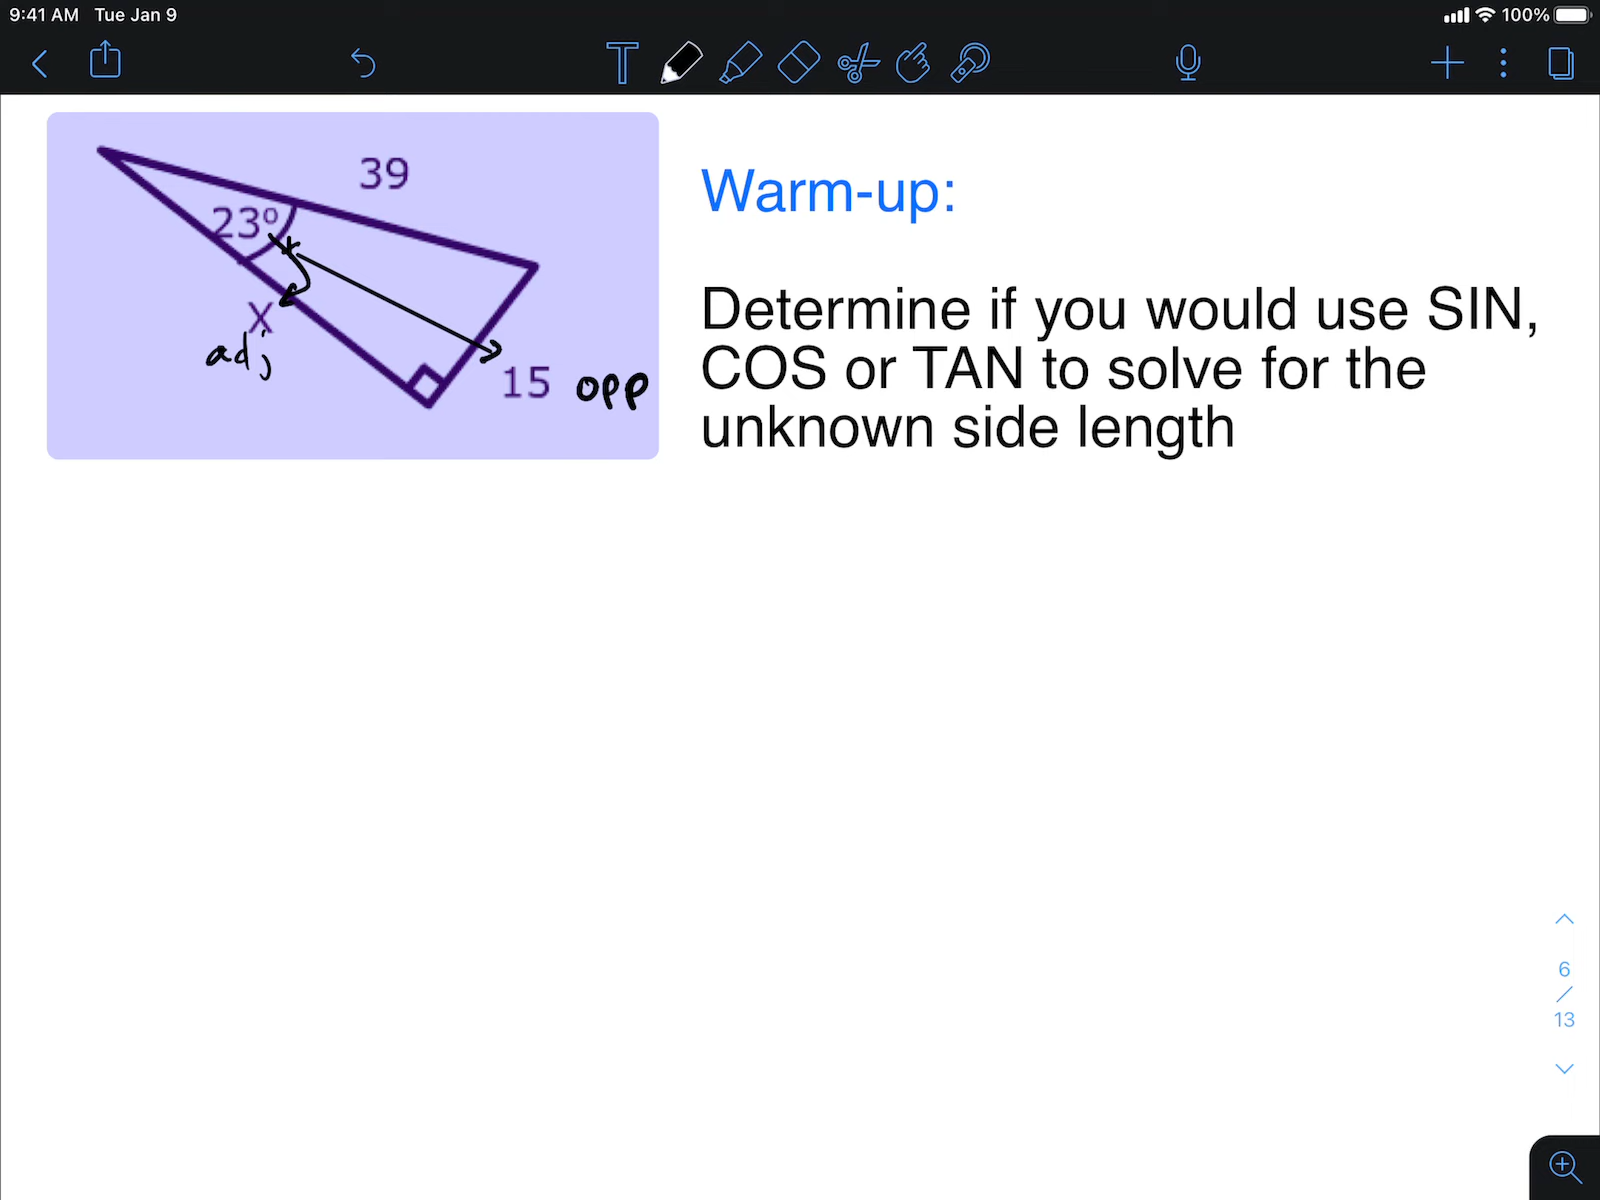 9:41 AM Tue Jan 9
100%
39
23º
X
adj
15 opp
Warm-up:
Determine if you would use SIN,
COS or TAN to solve for the
unknown side length
6
/
13